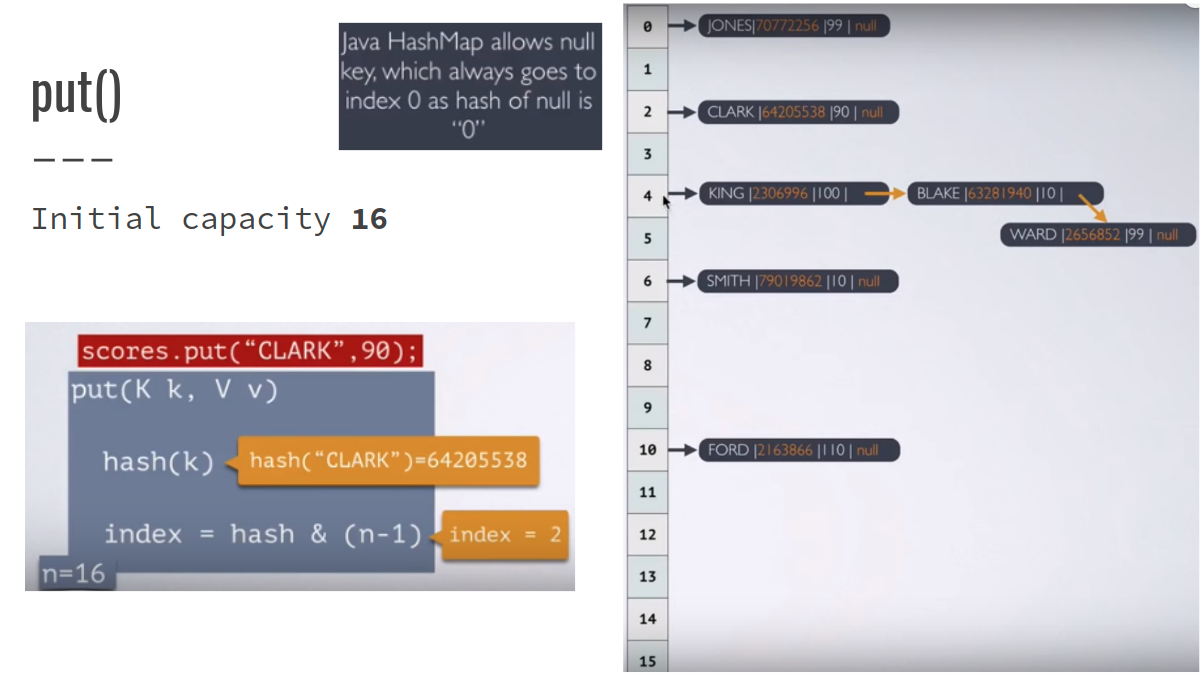 put()
Initial capacity 16
Java HashMap allows null
key, which always goes to
index 0 as hash of null is
“0”
scores.put(“CLARK”,90);
put(K k, V v)
hash(k)
hash(“CLARK”)=64205538
index = hash & (n-1)
index = 2
n=16
0
JONES|70772256 |99 | null
1
2
CLARK |64205538 |90 | null
3
4
KING |2306996 |100 |
BLAKE |63281940 |10 |
5
WARD |2656852 |99 | null
6
SMITH |79019862 |10 | null
7
8
9
10
FORD |2163866 |110 | null
11
12
13
14
15